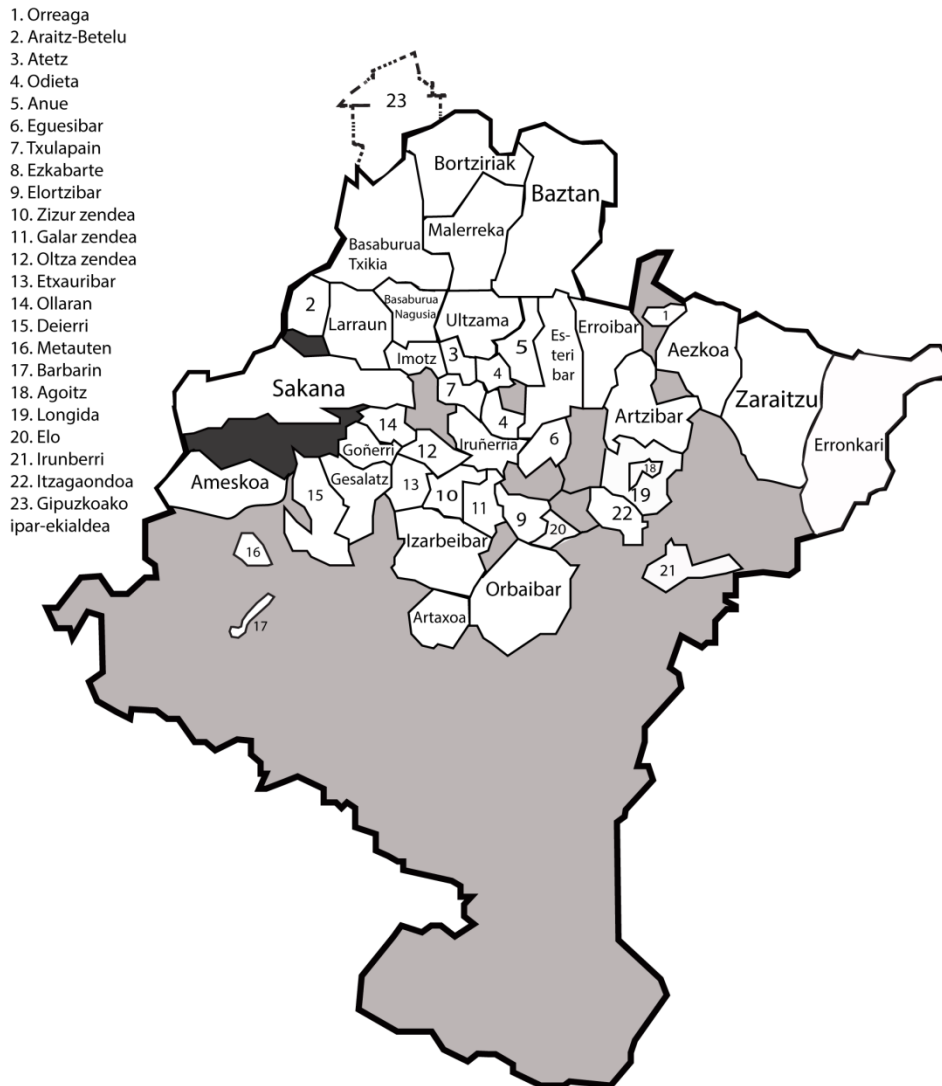 1. Orreaga
2. Araitz-Betelu
3. Atetz
4. Odieta
5. Anue
6. Eguesibar
7. Txulapain
8. Ezkabarte
9. Elortzibar
10. Zizur zendea
11. Galar zendea
12. Oltza zendea
13. Etxauribar
14. Ollaran
15. Deierri
16. Metauten
17. Barbarin
18. Agoitz
19. Longida
20. Elo
21. Irunberri
22. Itzagaondoa
23. Gipuzkoako
ipar-ekialdea
23
Bortziriak
Baztan
Malerreka
Basaburua
Txikia
2
Larraun
Basaburua
Nagusia
Ultzama
Imotz
3
4
5
Es-
teri
bar
Erroibar
1
Aezkoa
Zaraitzu
Erronkari
Sakana
7
4
14
Goñerri
12
Iruñerria
6
Artzibar
18
19
22
Ameskoa
15
Gesalatz
13
10
11
9
20
Izarbeibar
16
21
17
Artaxoa
Orbaibar